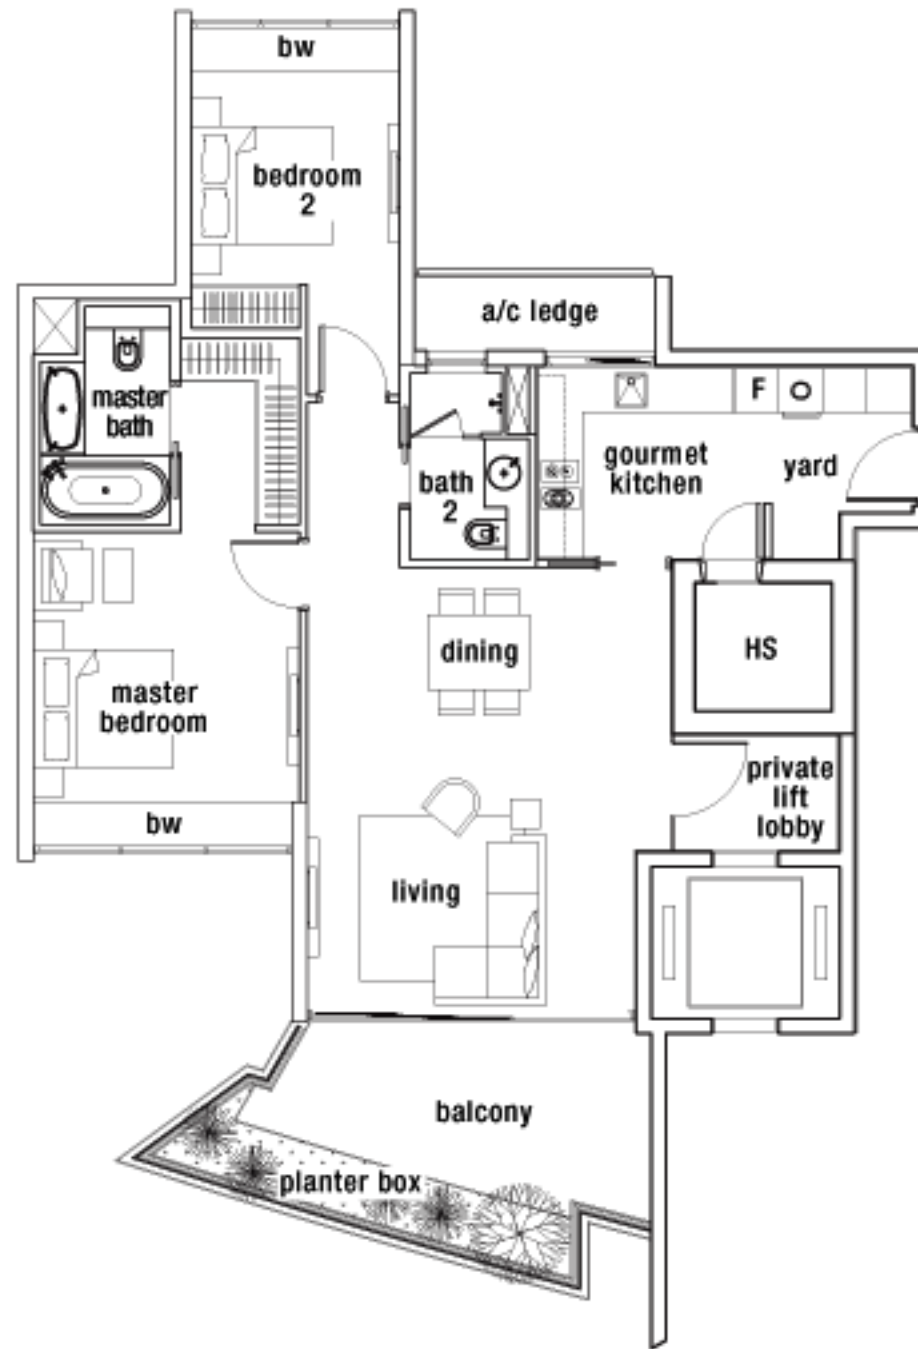 bw
bedroom
2
a/c ledge
master
bath
F
gourmet
kitchen
yard
bath
2
dining
HS
master
bedroom
private
lift
lobby
bw
living
balcony
planter box